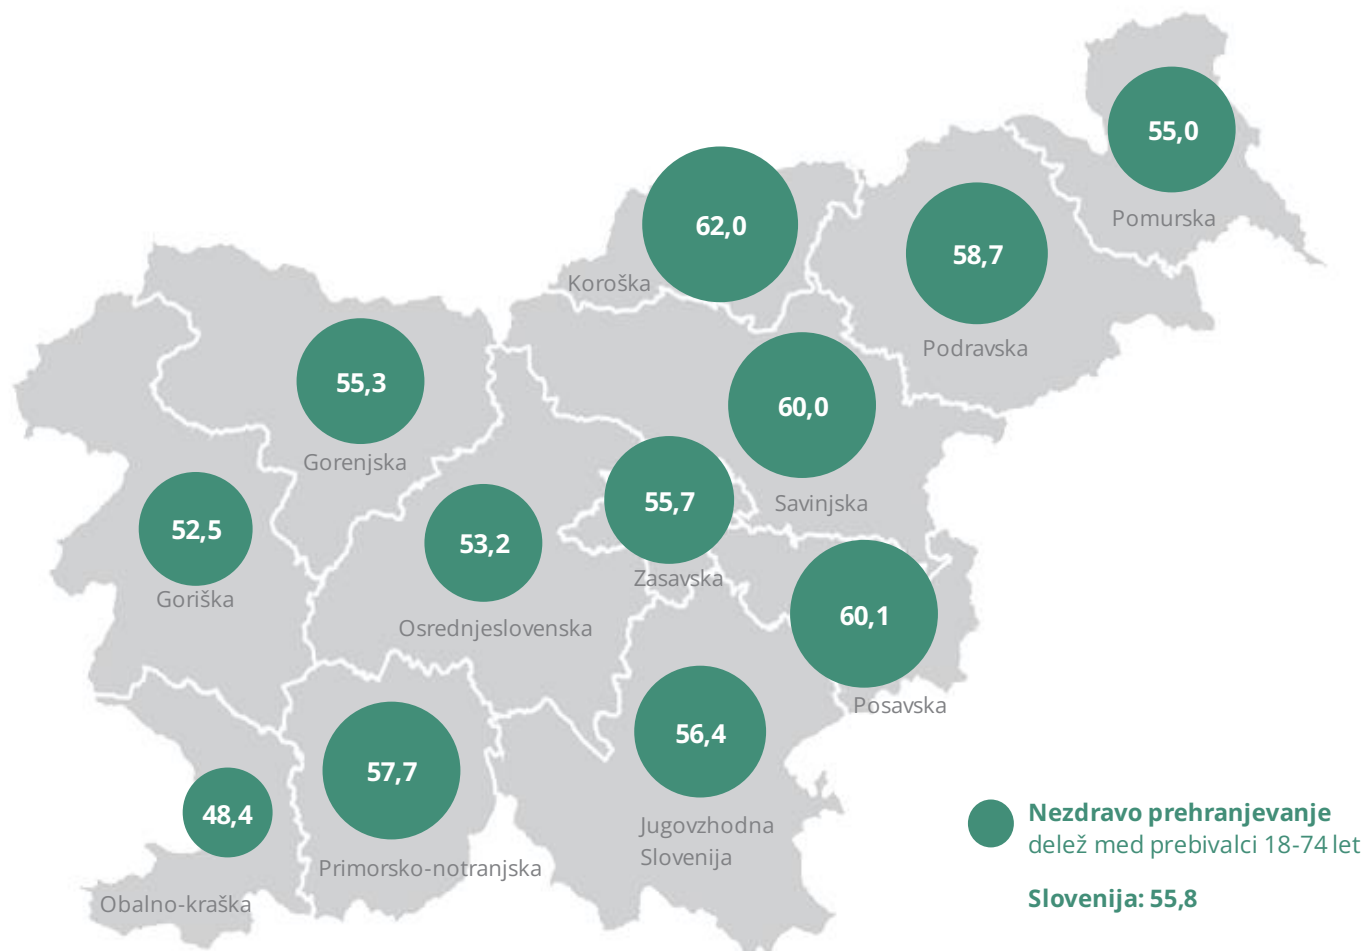 55,0
Pomurska
62,0
Koroška
58,7
Podravska
55,3
Gorenjska
60,0
Savinjska
55,7
Zasavska
52,5
Goriška
53,2
Osrednjeslovenska
60,1
Posavska
56,4
Jugovzhodna
Slovenija
57,7
Primorsko-notranjska
48,4
Obalno-kraška
Nezdravo prehranjevanje
delež med prebivalci 18-74 let
Slovenija: 55,8